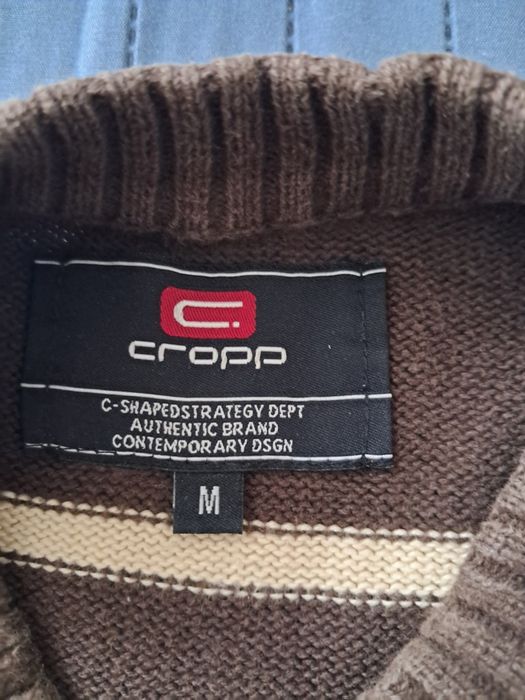 cropp
C-SHAPEDSTRATEGY DEPT
AUTHENTIC BRAND
CONTEMPORARY DSGN
M